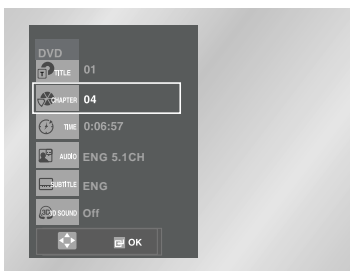 DVD
TITLE 01
CHAPTER 04
TIME 0:06:57
AUDIO ENG 5.1CH
SUBTITLE ENG
3D SOUND Off
OK